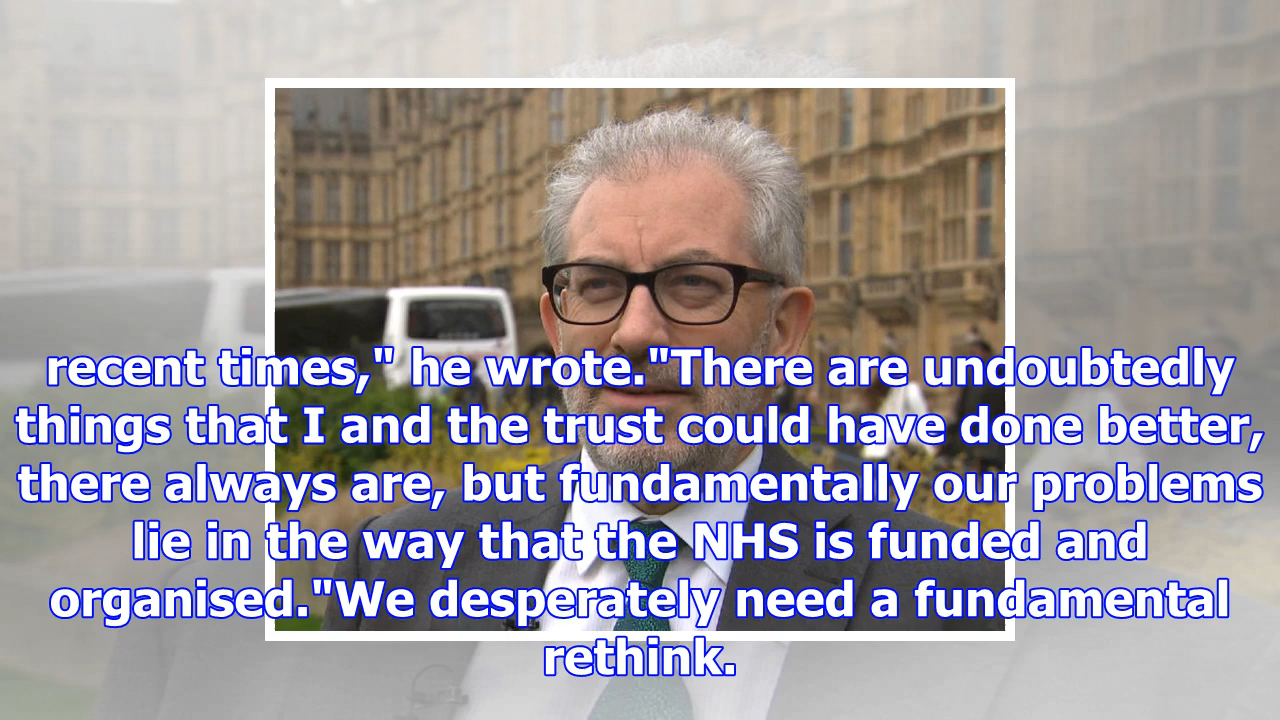 recent times," he wrote."There are undoubtedly
things that I and the trust could have done better,
there always are, but fundamentally our problems
lie in the way that the NHS is funded and
organised."We desperately need a fundamental
rethink.